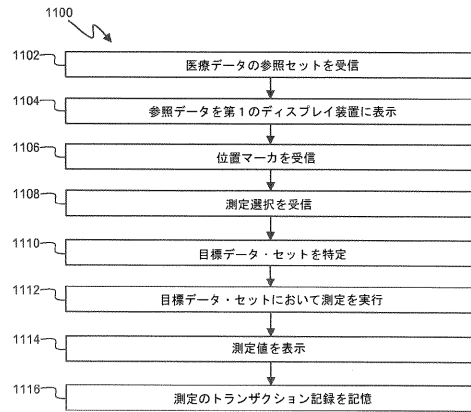 1100
1102
医療データの参照セットを受信
1104
参照データを第1のディスプレイ装置に表示
1106
位置マーカを受信
1108
測定選択を受信
1110
目標データ・セットを特定
1112
目標データ・セットにおいて測定を実行
1114
測定値を表示
1116
測定のトランザクション記録を記憶